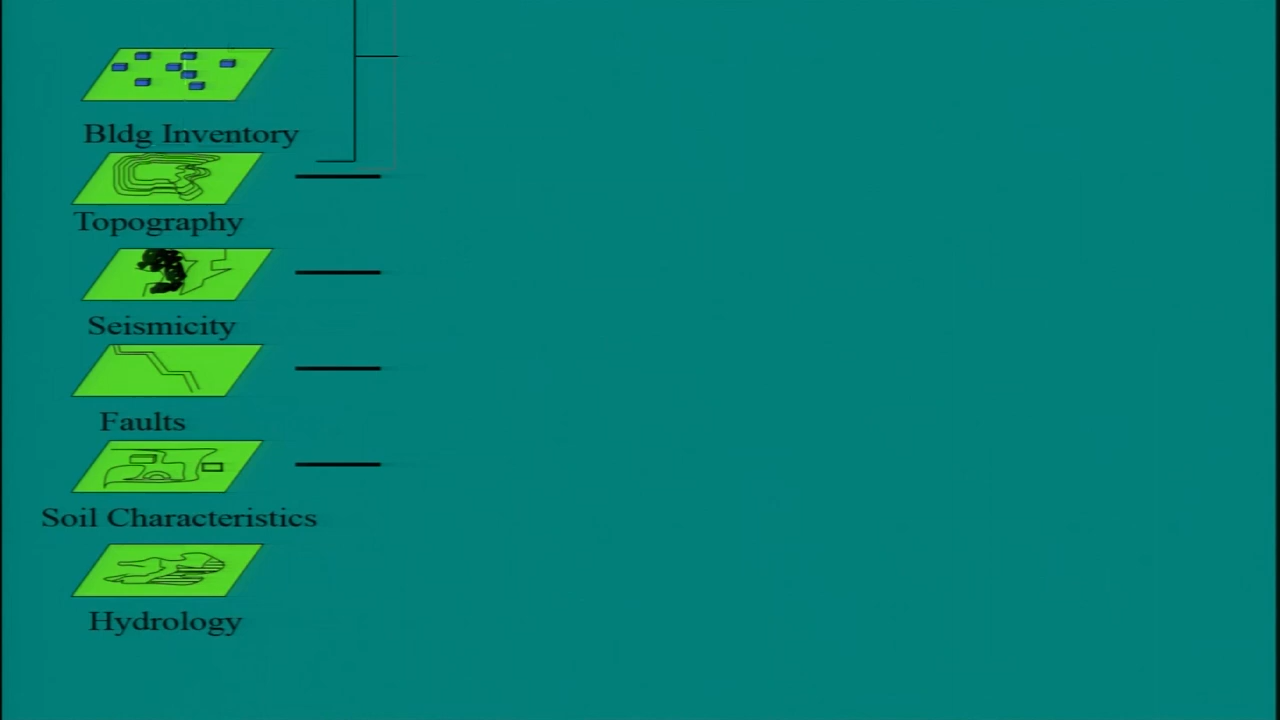 Bldg Inventory
Topography
Seismicity
Faults
Soil Characteristics
Hydrology